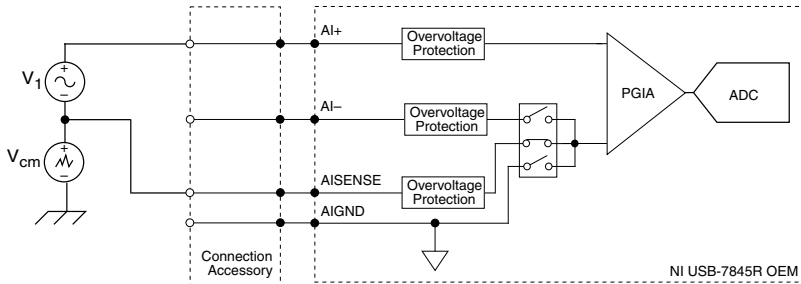 AI+
Overvoltage
Protection
+
V1
−
PGIA
ADC
AI−
Overvoltage
Protection
+
Vcm
−
AISENSE
Overvoltage
Protection
AIGND
Connection
Accessory
NI USB-7845R OEM